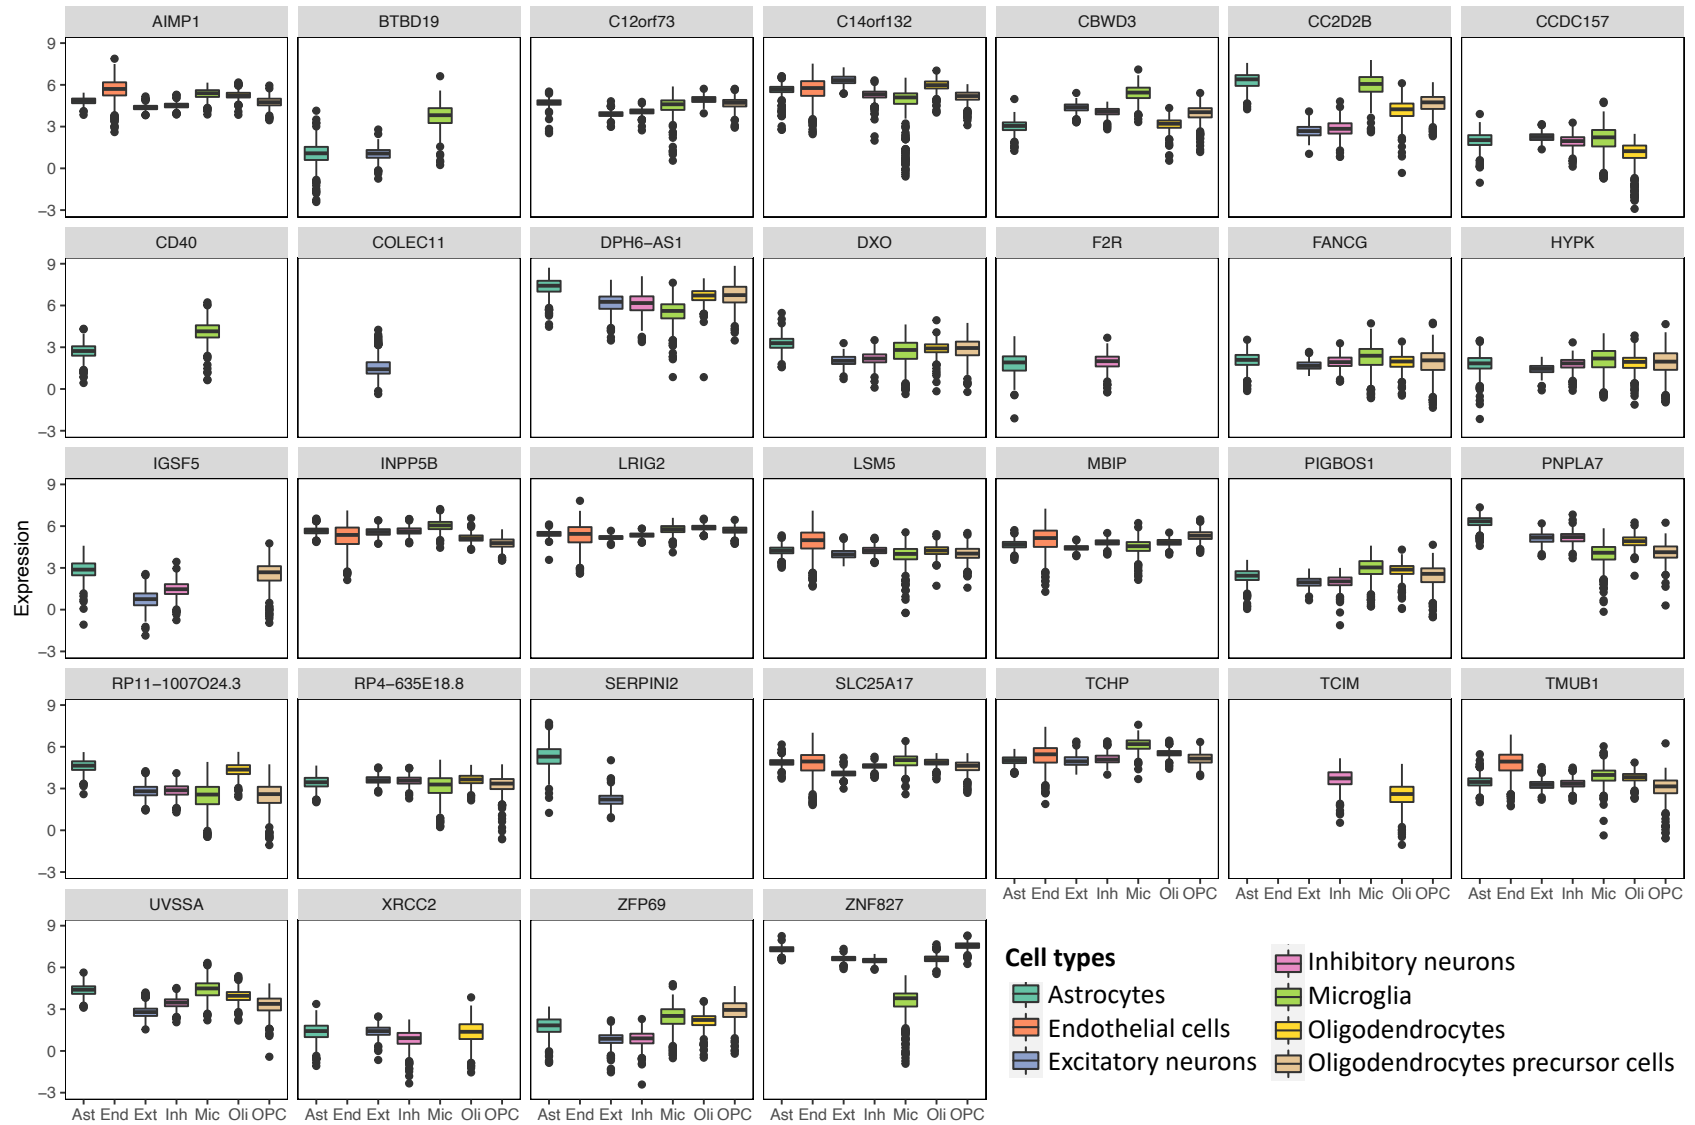 AIMP1 BTBD19 C12orf73 C14orf132 CBWD3 CC2D2B CCDC157
9
6
3
0
−3
CD40 COLEC11 DPH6−AS1 DXO F2R FANCG HYPK
9
6
3
0
−3
IGSF5 INPP5B LRIG2 LSM5 MBIP PIGBOS1 PNPLA7
9
6
3
0
−3
Expression
RP11−1007O24.3 RP4−635E18.8 SERPINI2 SLC25A17 TCHP TCIM TMUB1
9
6
3
0
−3
Ast End Ext Inh Mic Oli OPC Ast End Ext Inh Mic Oli OPC Ast End Ext Inh Mic Oli OPC
UVSSA XRCC2 ZFP69 ZNF827
9
6
3
0
−3
Ast End Ext Inh Mic Oli OPC Ast End Ext Inh Mic Oli OPC Ast End Ext Inh Mic Oli OPC Ast End Ext Inh Mic Oli OPC
Cell types
Astrocytes
Endothelial cells
Excitatory neurons
Inhibitory neurons
Microglia
Oligodendrocytes
Oligodendrocytes precursor cells